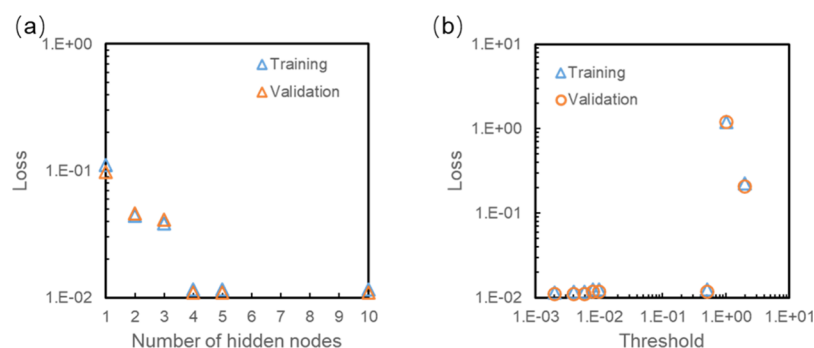 (a)
1.E+00
1.E-01
1.E-02
Loss
Training
Validation
1 2 3 4 5 6 7 8 9 10
Number of hidden nodes
(b)
1.E+01
1.E+00
1.E-01
1.E-02
Loss
Training
Validation
1.E-03 1.E-02 1.E-01 1.E+00 1.E+01
Threshold